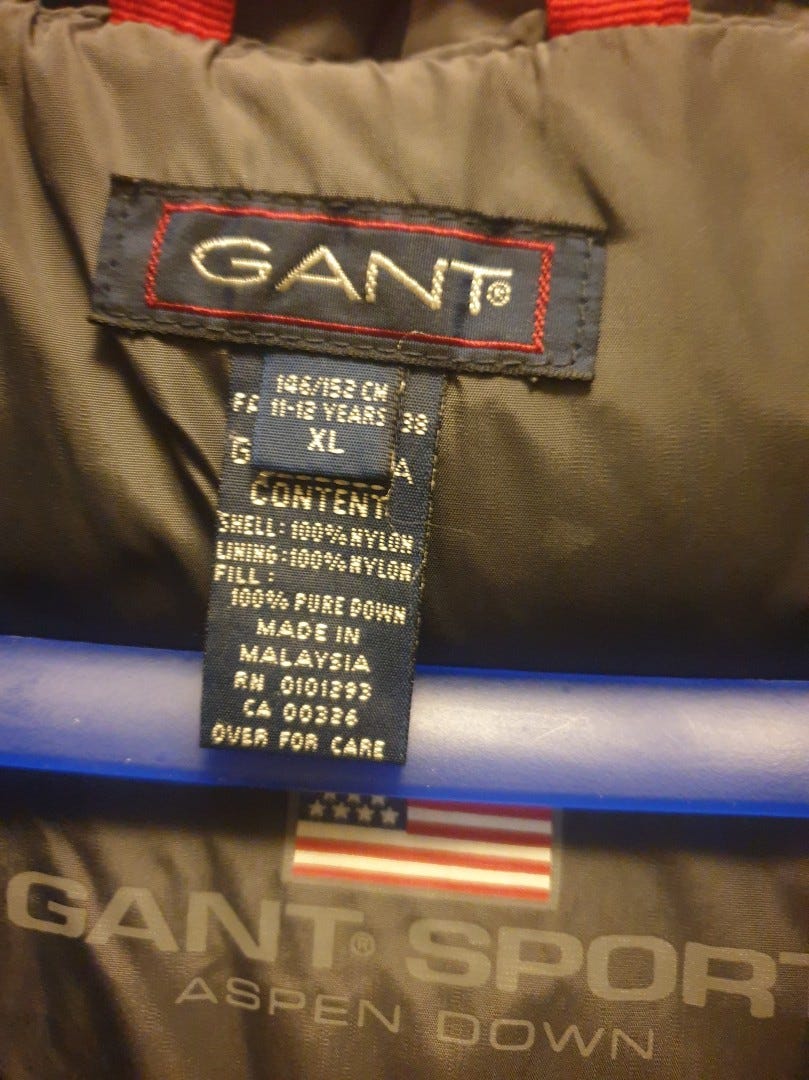 GANT®
146/152 CM
11-12 YEARS
XL
CONTENT
SHELL: 100% NYLON
LINING: 100% NYLON
FILL:
100% PURE DOWN
MADE IN
MALAYSIA
RN 0101293
CA 00326
OVER FOR CARE
GANT® SPORT
ASPEN DOWN